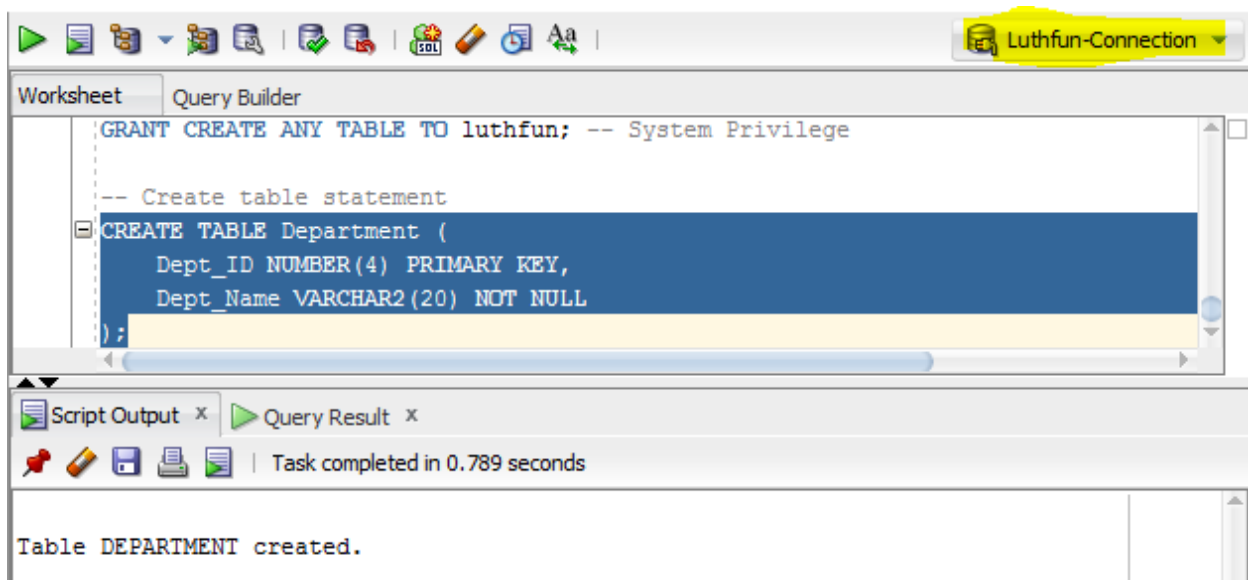 Luthfun-Connection
Worksheet Query Builder
GRANT CREATE ANY TABLE TO luthfun; -- System Privilege
-- Create table statement
CREATE TABLE Department (
    Dept_ID NUMBER(4) PRIMARY KEY,
    Dept_Name VARCHAR2(20) NOT NULL
);
Script Output x Query Result x
Task completed in 0.789 seconds
Table DEPARTMENT created.